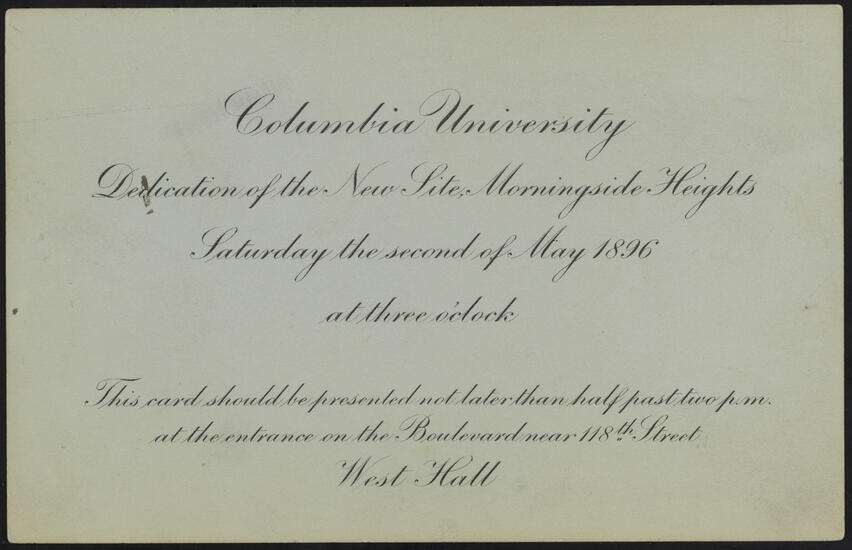 Columbia University
Dedication of the New Site, Morningside Heights
Saturday the second of May 1896
at three o'clock
This card should be presented not later than half past two p.m.
at the entrance on the Boulevard near 118th Street
West Hall